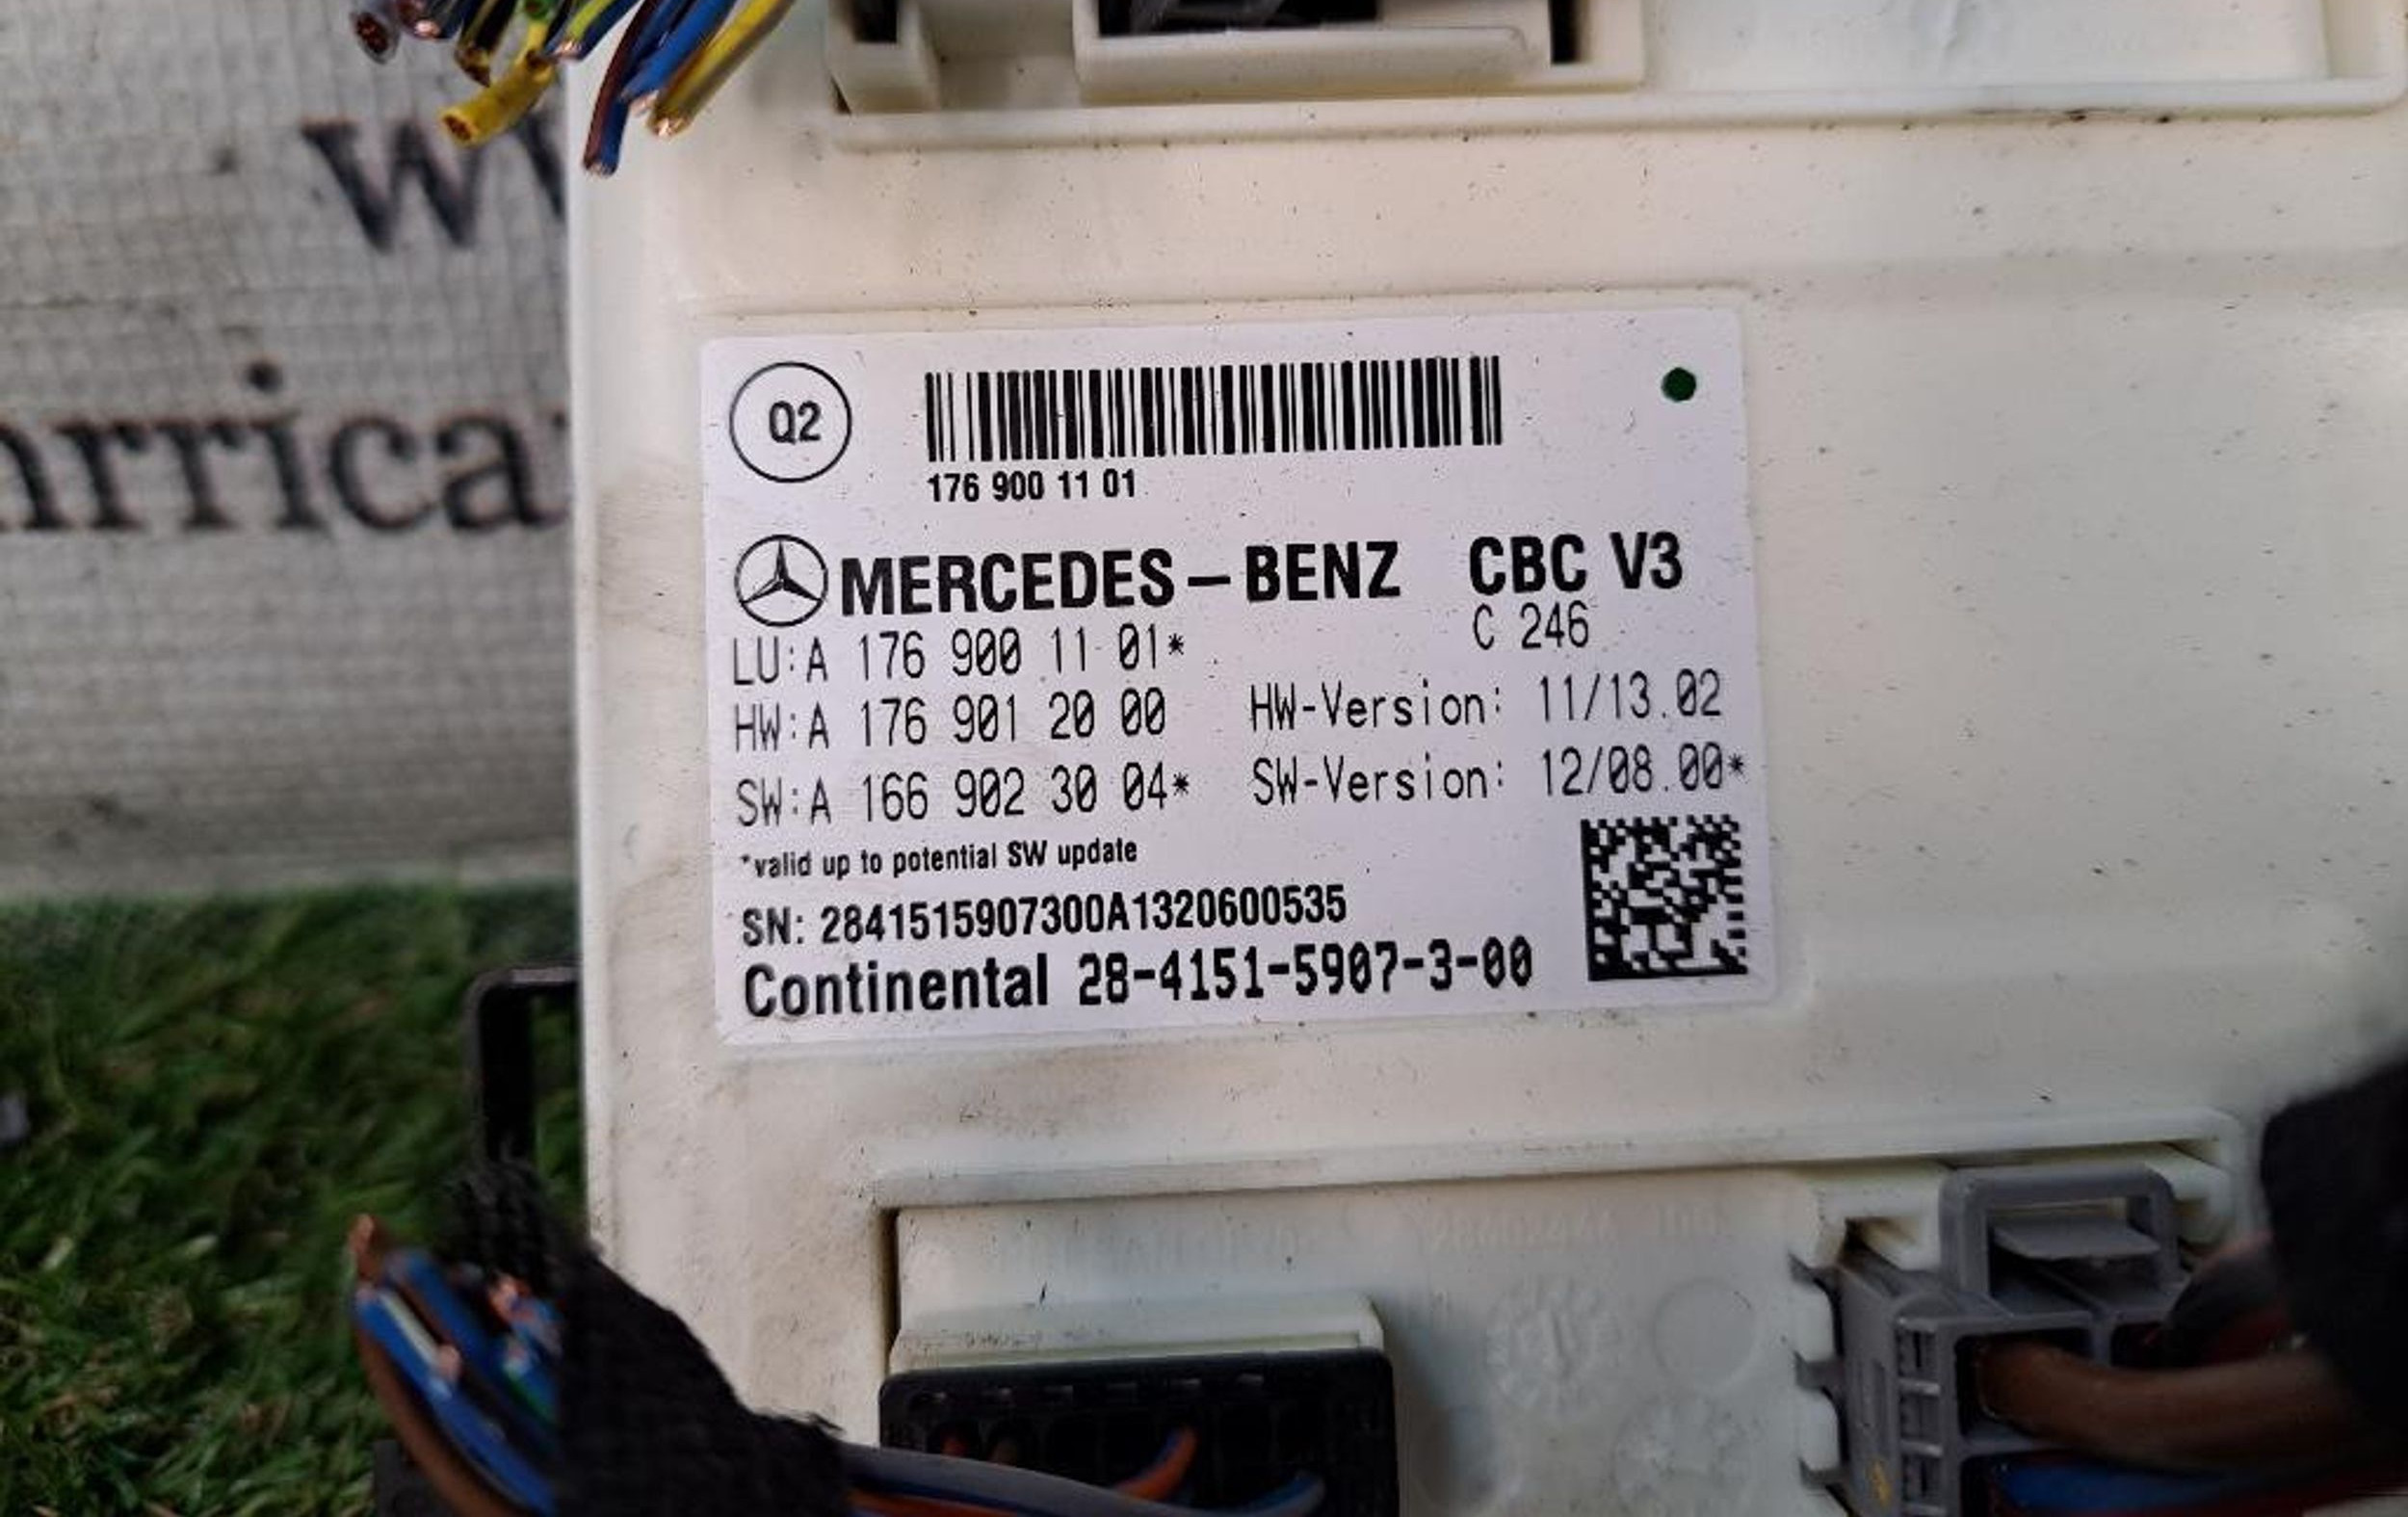 Q2
176 900 11 01
MERCEDES-BENZ CBC V3
C 246
LU:A 176 900 11 01*
HW:A 176 901 20 00 HW-Version: 11/13.02
SW:A 166 902 30 04* SW-Version: 12/08.00*
*valid up to potential SW update
SN: 2841515907300A1320600535
Continental 28-4151-5907-3-00